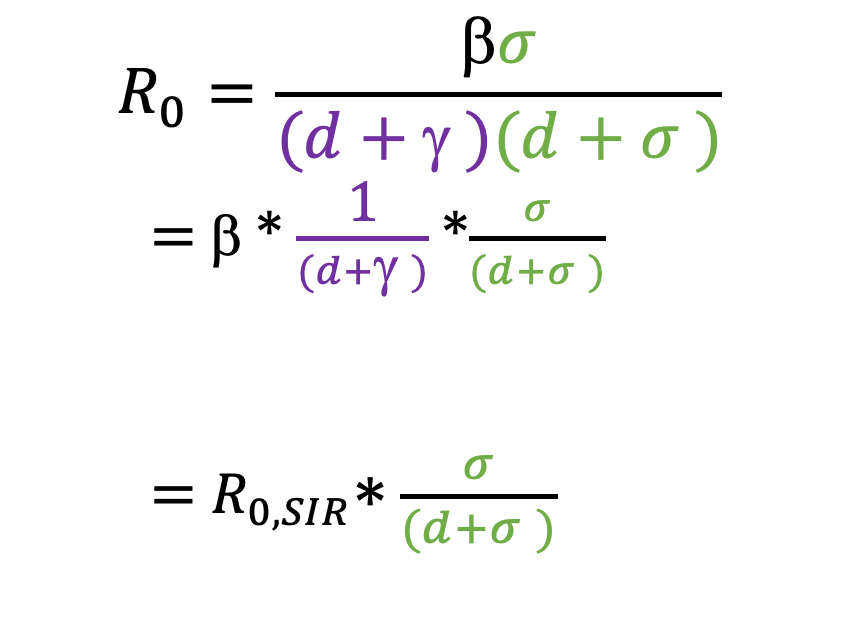 R₀ = βσ / (d + γ)(d + σ)
= β * 1 / (d+γ) * σ / (d+σ)
= R₀,SIR * σ / (d+σ)